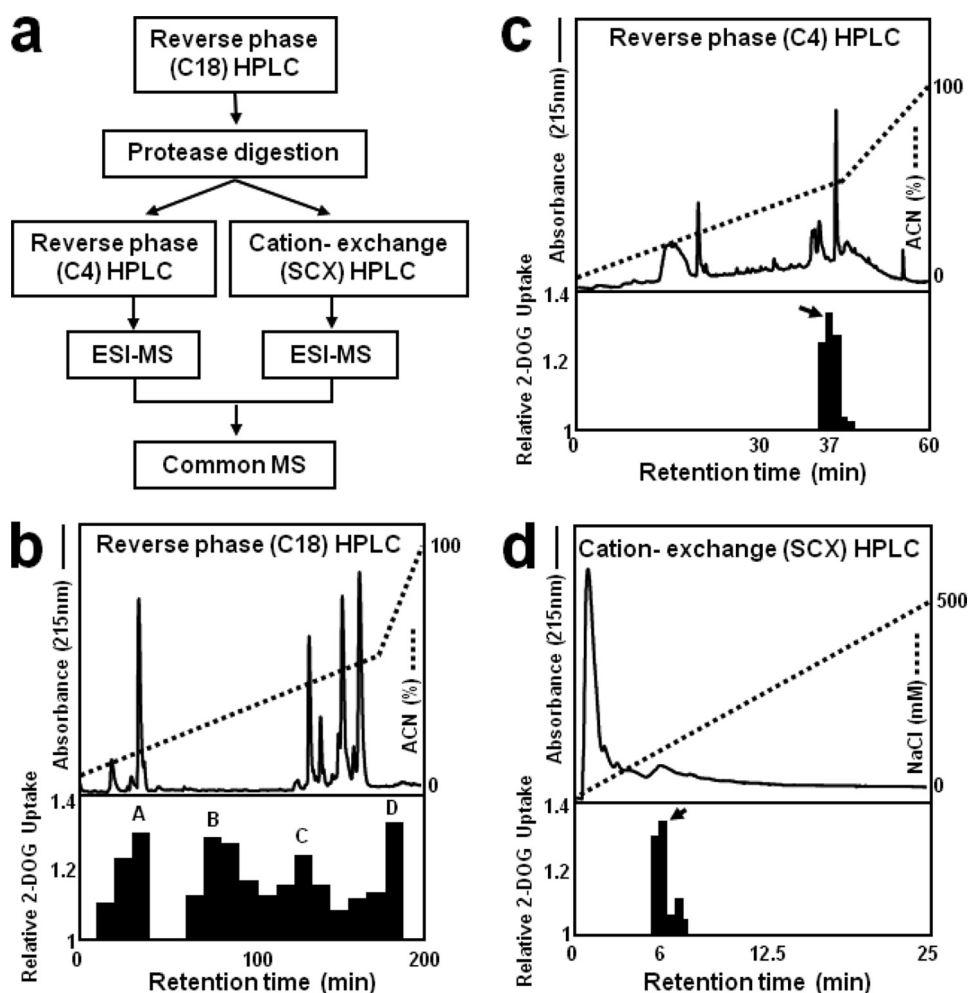 a
Reverse phase
(C18) HPLC
Protease digestion
Reverse phase
(C4) HPLC
Cation- exchange
(SCX) HPLC
ESI-MS
ESI-MS
Common MS
b
Reverse phase (C18) HPLC
Absorbance (215nm)
100
ACN (%)
0
Relative 2-DOG Uptake
1.4
1.2
1
A
B
C
D
0
100
200
Retention time (min)
c
Reverse phase (C4) HPLC
Absorbance (215nm)
100
ACN (%)
0
Relative 2-DOG Uptake
1.4
1.2
1
0
30
37
60
Retention time (min)
d
Cation- exchange (SCX) HPLC
Absorbance (215nm)
500
NaCl (mM)
0
Relative 2-DOG Uptake
1.4
1.2
1
0
6
12.5
25
Retention time (min)